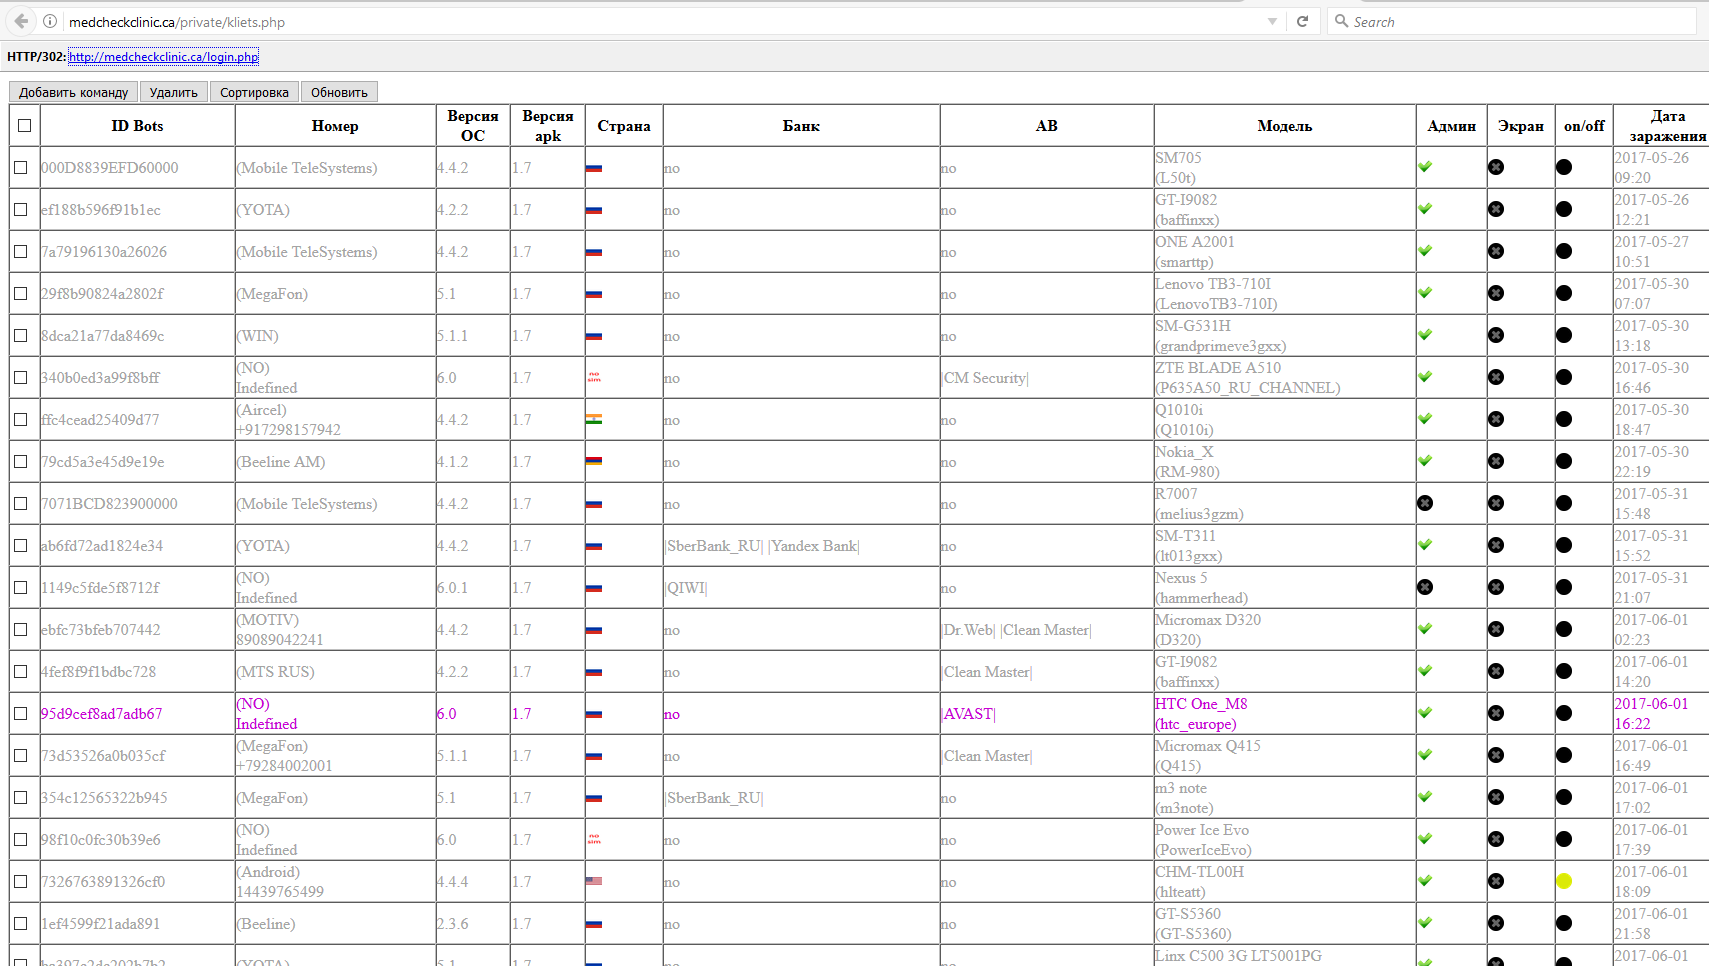 medcheckclinic.ca/private/kliets.php
Search
HTTP/302: http://medcheckclinic.ca/login.php
Добавить команду Удалить Сортировка Обновить
ID Bots Номер Версия ОС Версия apk Страна Банк АВ Модель Админ Экран on/off Дата заражения
000D8839EFD60000 (Mobile TeleSystems) 4.4.2 1.7 no no SM705 (L50t) 2017-05-26 09:20
ef188b596f91b1ec (YOTA) 4.2.2 1.7 no no GT-I9082 (baffinxx) 2017-05-26 12:21
7a79196130a26026 (Mobile TeleSystems) 4.4.2 1.7 no no ONE A2001 (smarttp) 2017-05-27 10:51
29f8b90824a2802f (MegaFon) 5.1 1.7 no no Lenovo TB3-710I (LenovoTB3-710I) 2017-05-30 07:07
8dca21a77da8469c (WIN) 5.1.1 1.7 no no SM-G531H (grandprimeve3gxx) 2017-05-30 13:18
340b0ed3a99f8bff (NO) Indefined 6.0 1.7 no sim no |CM Security| ZTE BLADE A510 (P635A50_RU_CHANNEL) 2017-05-30 16:46
ffc4cead25409d77 (Aircel) +917298157942 4.4.2 1.7 no no Q1010i (Q1010i) 2017-05-30 18:47
79cd5a3e45d9e19e (Beeline AM) 4.1.2 1.7 no no Nokia_X (RM-980) 2017-05-30 22:19
7071BCD823900000 (Mobile TeleSystems) 4.4.2 1.7 no no R7007 (melius3gzm) 2017-05-31 15:48
ab6fd72ad1824e34 (YOTA) 4.4.2 1.7 |SberBank_RU| |Yandex Bank| no SM-T311 (lt013gxx) 2017-05-31 15:52
1149c5fde5f8712f (NO) Indefined 6.0.1 1.7 |QIWI| no Nexus 5 (hammerhead) 2017-05-31 21:07
ebfc73bfeb707442 (MOTIV) 89089042241 4.4.2 1.7 no |Dr.Web| |Clean Master| Micromax D320 (D320) 2017-06-01 02:23
4fef8f9f1bdbc728 (MTS RUS) 4.2.2 1.7 no |Clean Master| GT-I9082 (baffinxx) 2017-06-01 14:20
95d9cef8ad7adb67 (NO) Indefined 6.0 1.7 no |AVAST| HTC One_M8 (htc_europe) 2017-06-01 16:22
73d53526a0b035cf (MegaFon) +79284002001 5.1.1 1.7 no |Clean Master| Micromax Q415 (Q415) 2017-06-01 16:49
354c12565322b945 (MegaFon) 5.1 1.7 |SberBank_RU| no m3 note (m3note) 2017-06-01 17:02
98f10c0fc30b39e6 (NO) Indefined 6.0 1.7 no sim no no Power Ice Evo (PowerIceEvo) 2017-06-01 17:39
7326763891326cf0 (Android) 14439765499 4.4.4 1.7 no no CHM-TL00H (hlteatt) 2017-06-01 18:09
1ef4599f21ada891 (Beeline) 2.3.6 1.7 no no GT-S5360 (GT-S5360) 2017-06-01 21:58
(YOTA) 5.1 1.7 no no Linx C500 3G LT5001PG 2017-06-01